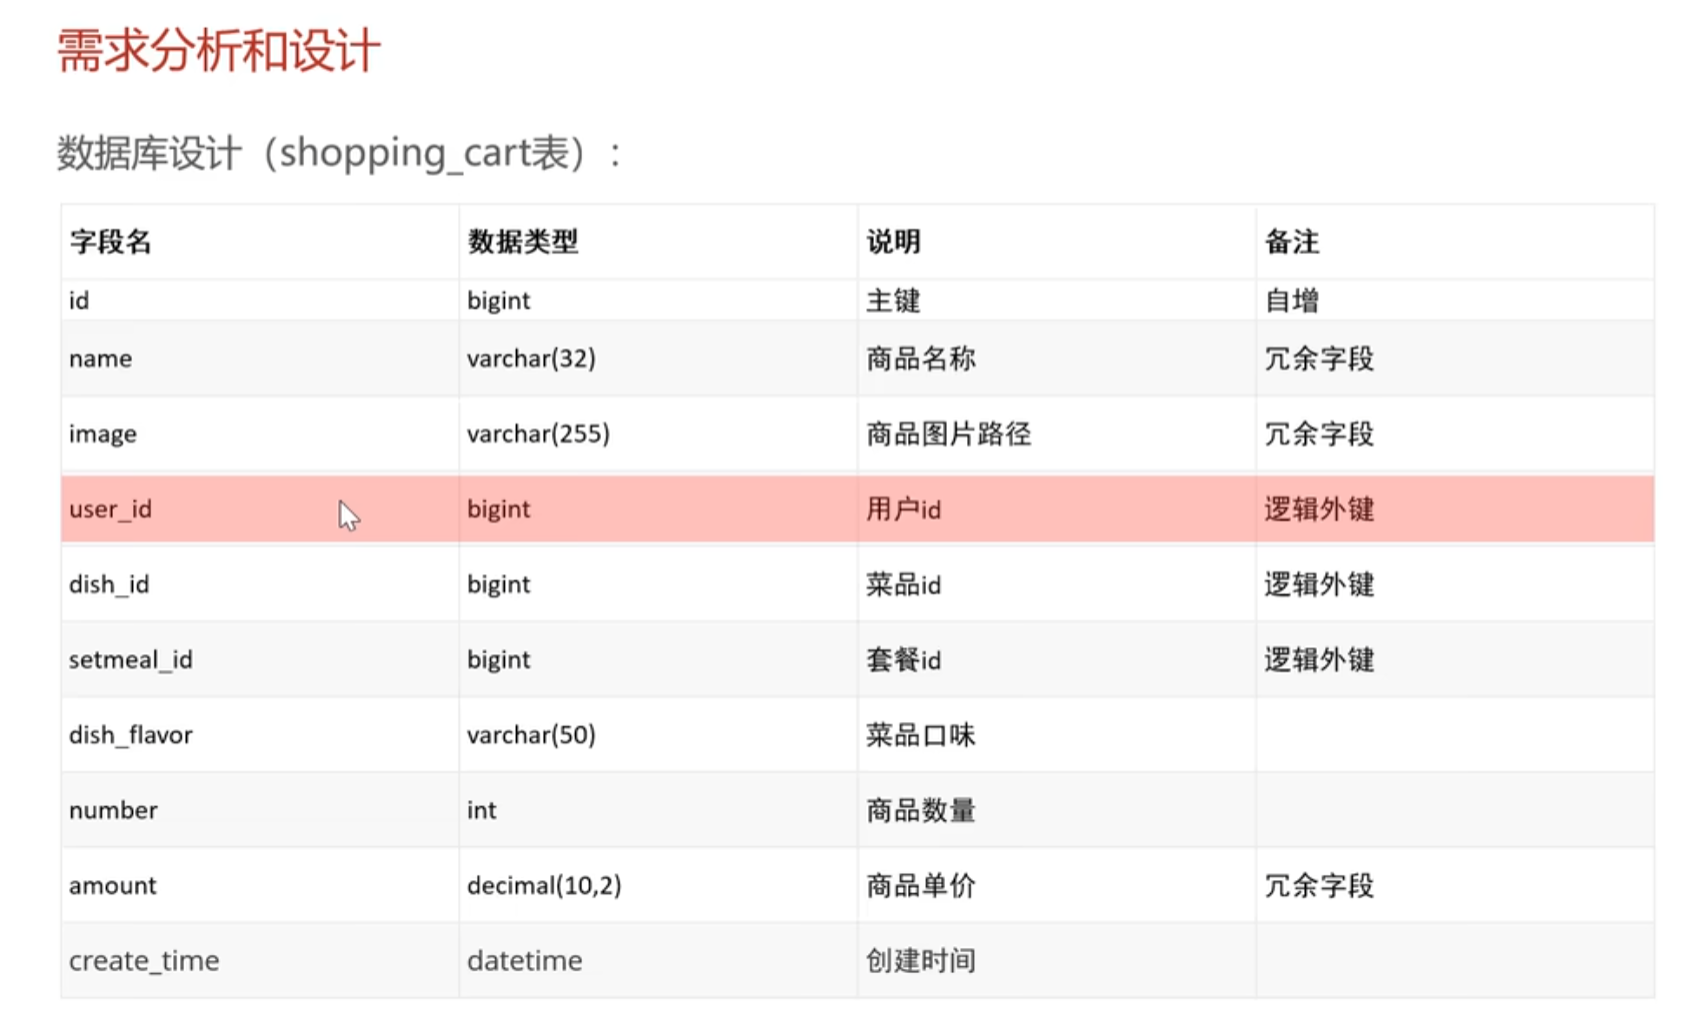 需求分析和设计
数据库设计（shopping_cart表）:
字段名 数据类型 说明 备注
id bigint 主键 自增
name varchar(32) 商品名称 冗余字段
image varchar(255) 商品图片路径 冗余字段
user_id bigint 用户id 逻辑外键
dish_id bigint 菜品id 逻辑外键
setmeal_id bigint 套餐id 逻辑外键
dish_flavor varchar(50) 菜品口味
number int 商品数量
amount decimal(10,2) 商品单价 冗余字段
create_time datetime 创建时间